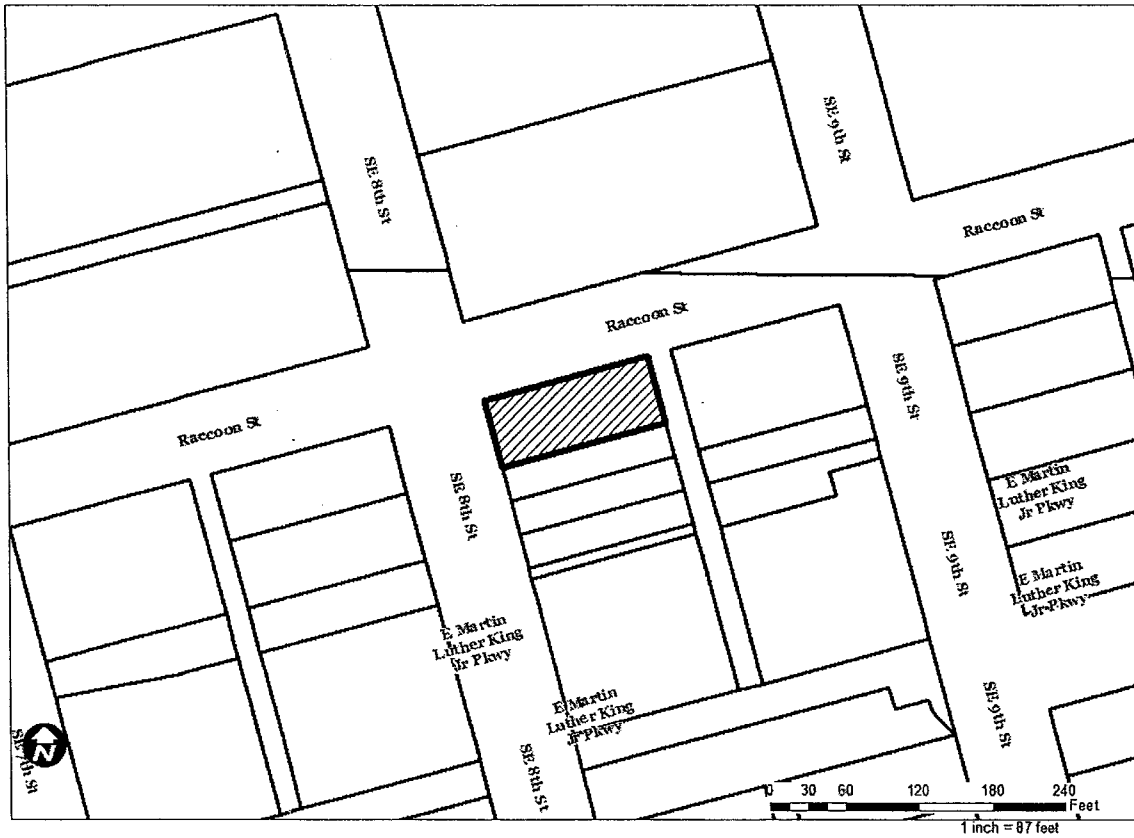 SE 9th St
SE 8th St
Raccoon St
Raccoon St
SE 9th St
Raccoon St
E Martin
Luther King
Jr Pkwy
SE 8th St
SE 9th St
E Martin
Luther King
Jr Pkwy
E Martin
Luther King
Jr Pkwy
E Martin
Luther King
Jr Pkwy
SE 9th St
SE 7th St
N
SE 8th St
0 30 60 120 180 240
Feet
1 inch = 87 feet